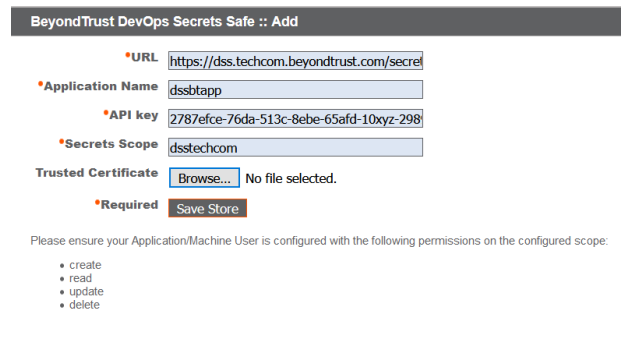 BeyondTrust DevOps Secrets Safe :: Add
•URL https://dss.techcom.beyondtrust.com/secret
•Application Name dssbtapp
•API key 2787efce-76da-513c-8ebe-65afd-10xyz-298
•Secrets Scope dsstechcom
Trusted Certificate Browse... No file selected.
•Required Save Store
Please ensure your Application/Machine User is configured with the following permissions on the configured scope:
• create
• read
• update
• delete